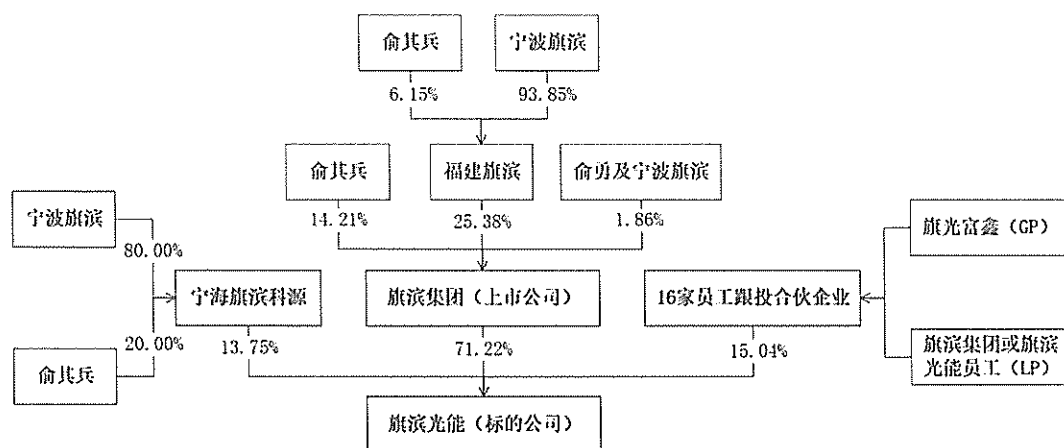 俞其兵
宁波旗滨
6.15%
93.85%
俞其兵
福建旗滨
俞勇及宁波旗滨
宁波旗滨
14.21%
25.38%
1.86%
旗光富鑫（GP）
80.00%
宁海旗滨科源
旗滨集团（上市公司）
16家员工跟投合伙企业
20.00%
13.75%
71.22%
15.04%
旗滨集团或旗滨
光能员工（LP）
俞其兵
旗滨光能（标的公司）